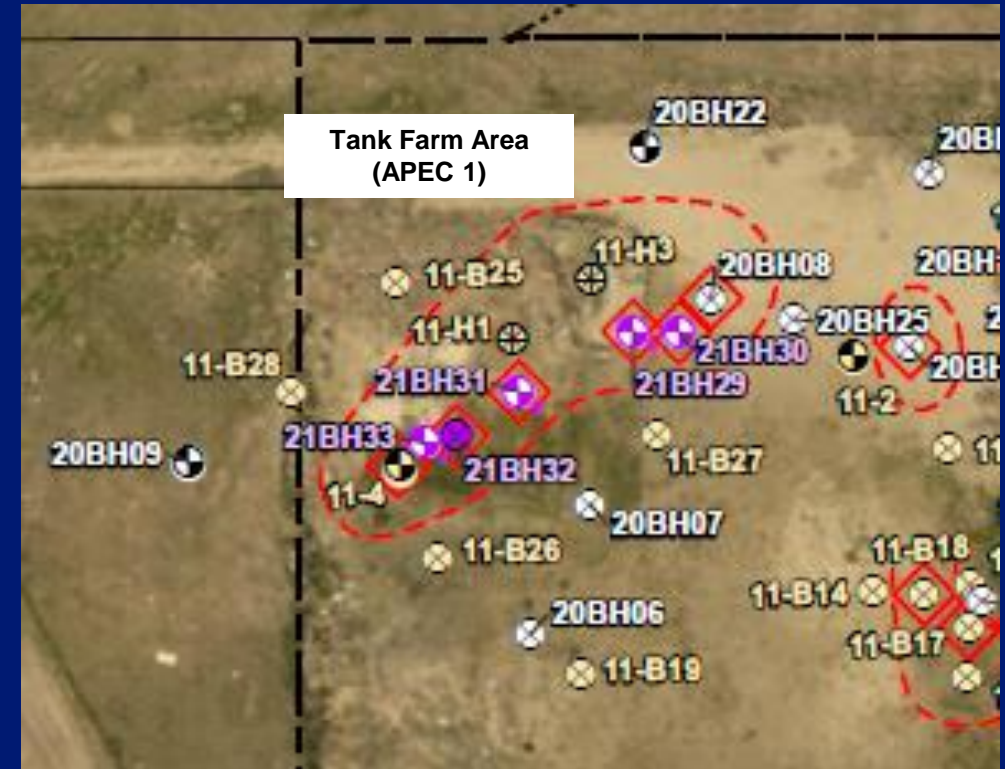 Tank Farm Area
(APEC 1)
20BH22
11-H3
20BH08
11-B25
11-H1
20BH25
21BH30
11-B28
21BH31
21BH29
11-2
21BH33
20BH09
21BH32
11-B27
11-4
20BH07
11-B26
11-B18
11-B14
20BH06
11-B17
11-B19